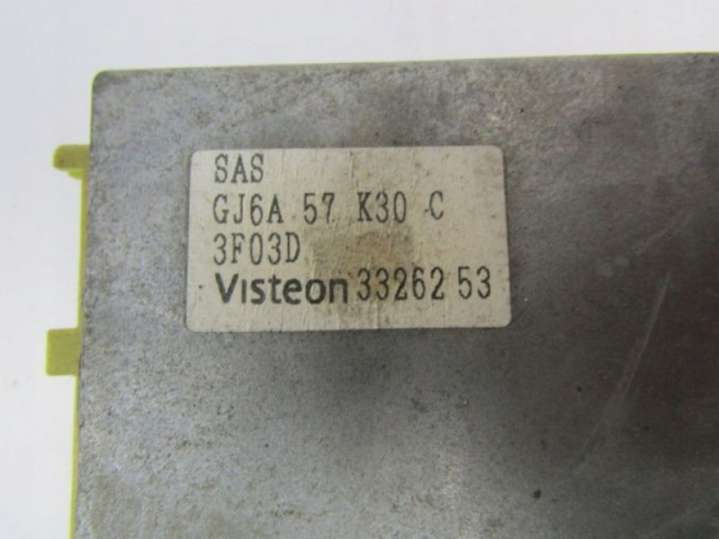 SAS
GJ6A 57 K30 C
3F03D
Visteon 33262 53